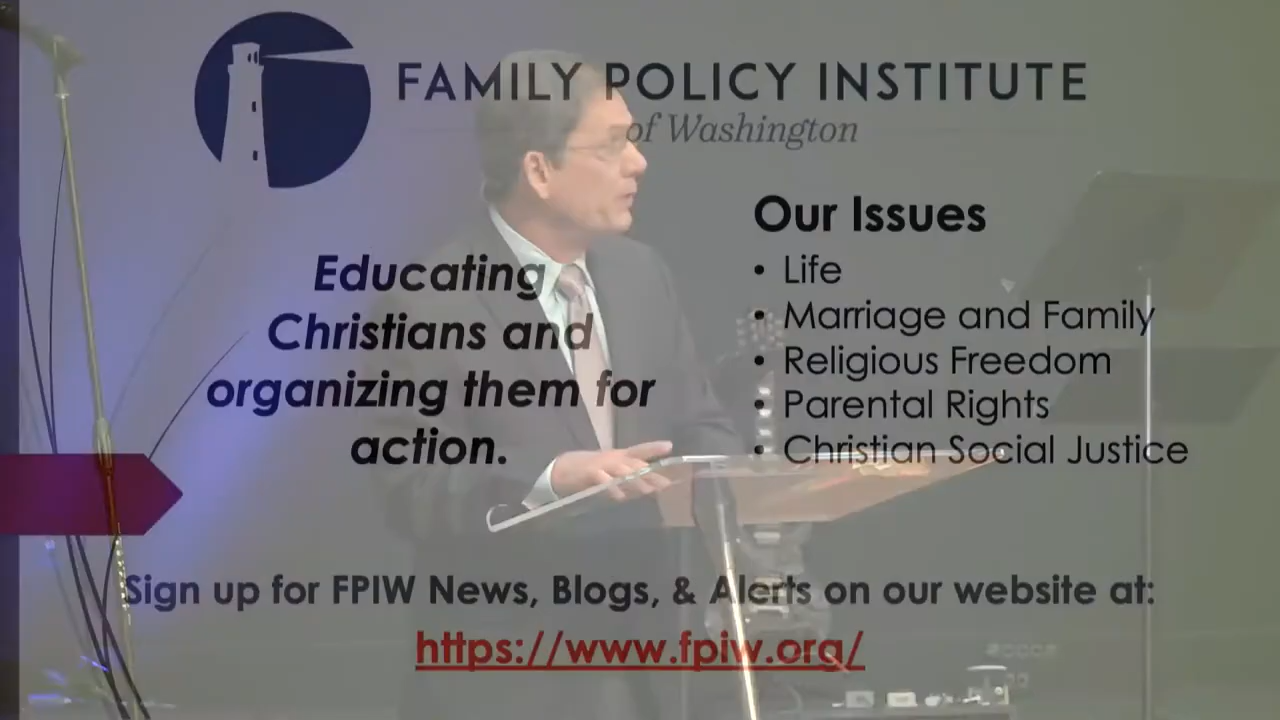 FAMILY POLICY INSTITUTE
of Washington
Educating
Christians and
organizing them for
action.
Our Issues
• Life
• Marriage and Family
• Religious Freedom
• Parental Rights
• Christian Social Justice
Sign up for FPIW News, Blogs, & Alerts on our website at:
https://www.fpiw.org/